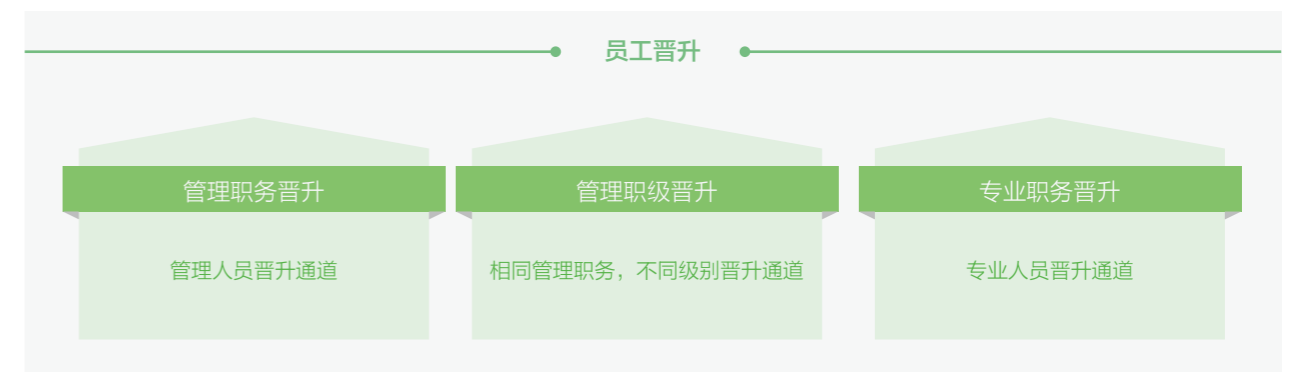 员工晋升
管理职务晋升
管理职级晋升
专业职务晋升
管理人员晋升通道
相同管理职务，不同级别晋升通道
专业人员晋升通道